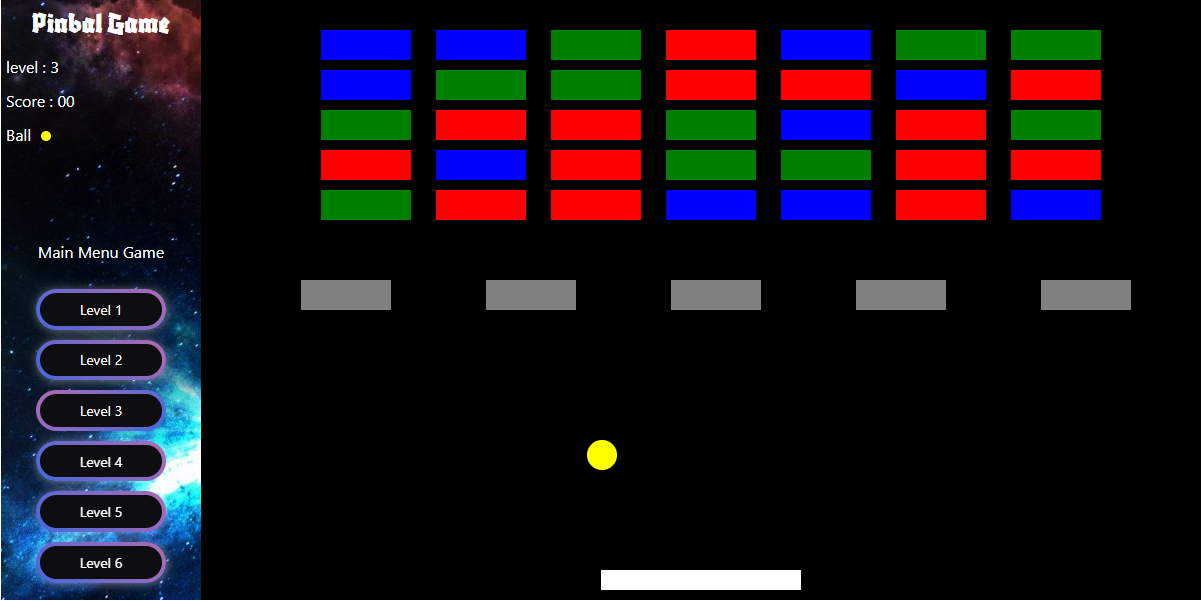 Pinbal Game
level : 3
Score : 00
Ball
Main Menu Game
Level 1
Level 2
Level 3
Level 4
Level 5
Level 6